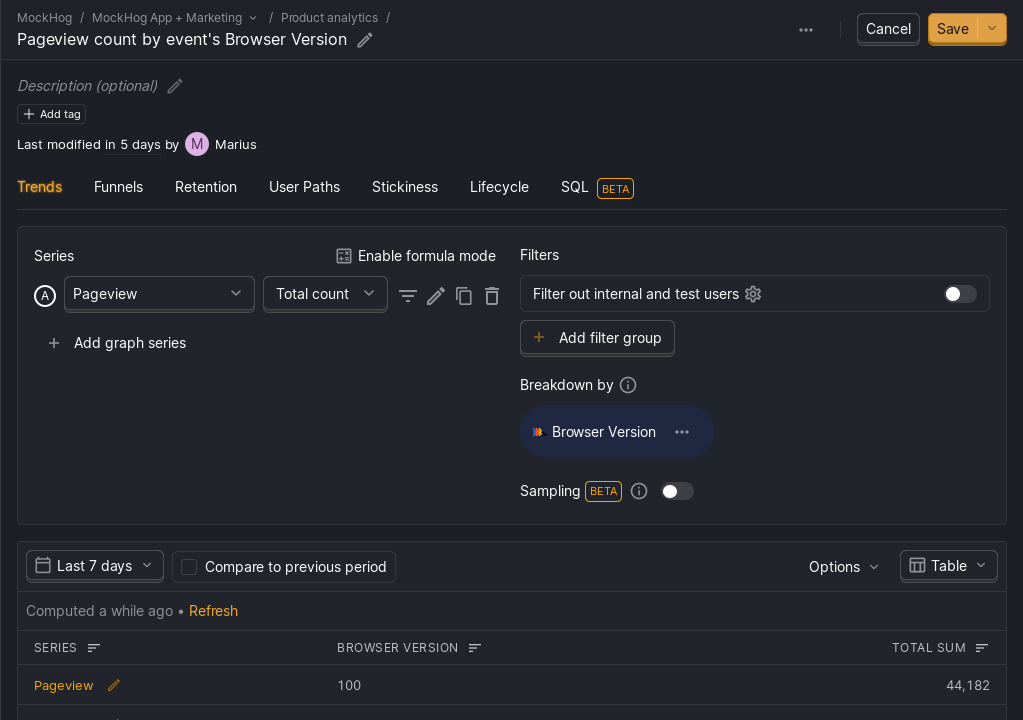 MockHog / MockHog App + Marketing / Product analytics /
Pageview count by event's Browser Version
Cancel
Save
Description (optional)
Add tag
Last modified in 5 days by M Marius
Trends Funnels Retention User Paths Stickiness Lifecycle SQL BETA
Series
Enable formula mode
A Pageview Total count
Add graph series
Filters
Filter out internal and test users
Add filter group
Breakdown by
Browser Version
Sampling BETA
Last 7 days Compare to previous period Options Table
Computed a while ago • Refresh
SERIES BROWSER VERSION TOTAL SUM
Pageview 100 44,182